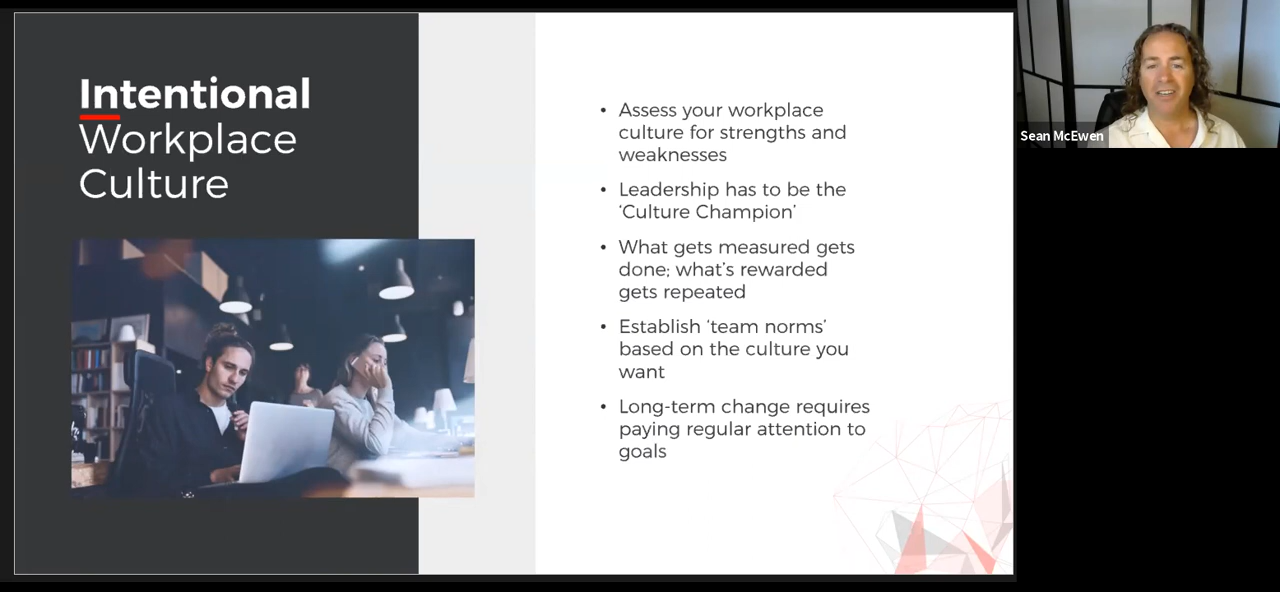 Intentional
Workplace
Culture
• Assess your workplace
culture for strengths and
weaknesses
• Leadership has to be the
‘Culture Champion’
• What gets measured gets
done; what’s rewarded
gets repeated
• Establish ‘team norms’
based on the culture you
want
• Long-term change requires
paying regular attention to
goals
Sean McEwen